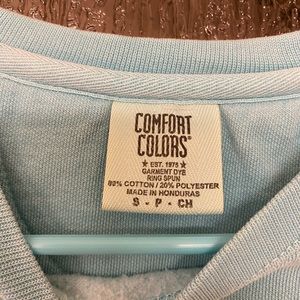 COMFORT
COLORS®
★ EST. 1975 ★
GARMENT DYE
RING SPUN
80% COTTON / 20% POLYESTER
MADE IN HONDURAS
S - P - CH